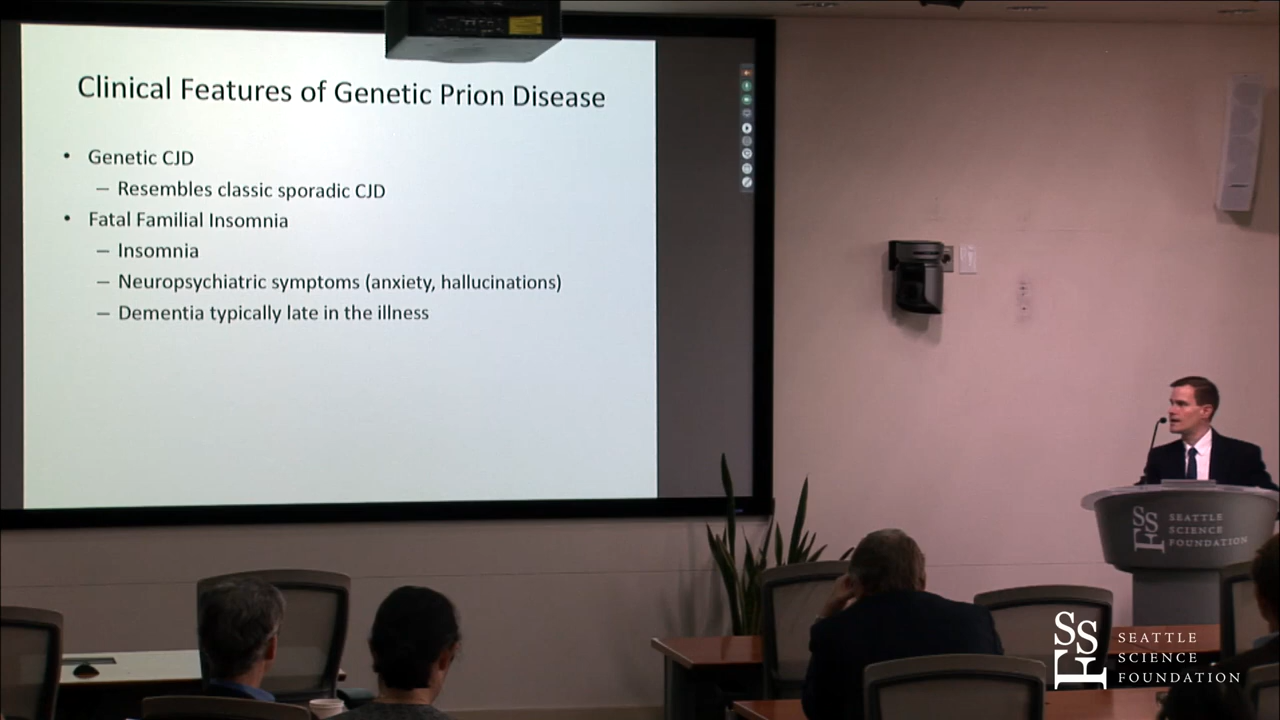 Clinical Features of Genetic Prion Disease
• Genetic CJD
– Resembles classic sporadic CJD
• Fatal Familial Insomnia
– Insomnia
– Neuropsychiatric symptoms (anxiety, hallucinations)
– Dementia typically late in the illness
SSF
SEATTLE
SCIENCE
FOUNDATION
SSF
SEATTLE
SCIENCE
FOUNDATION